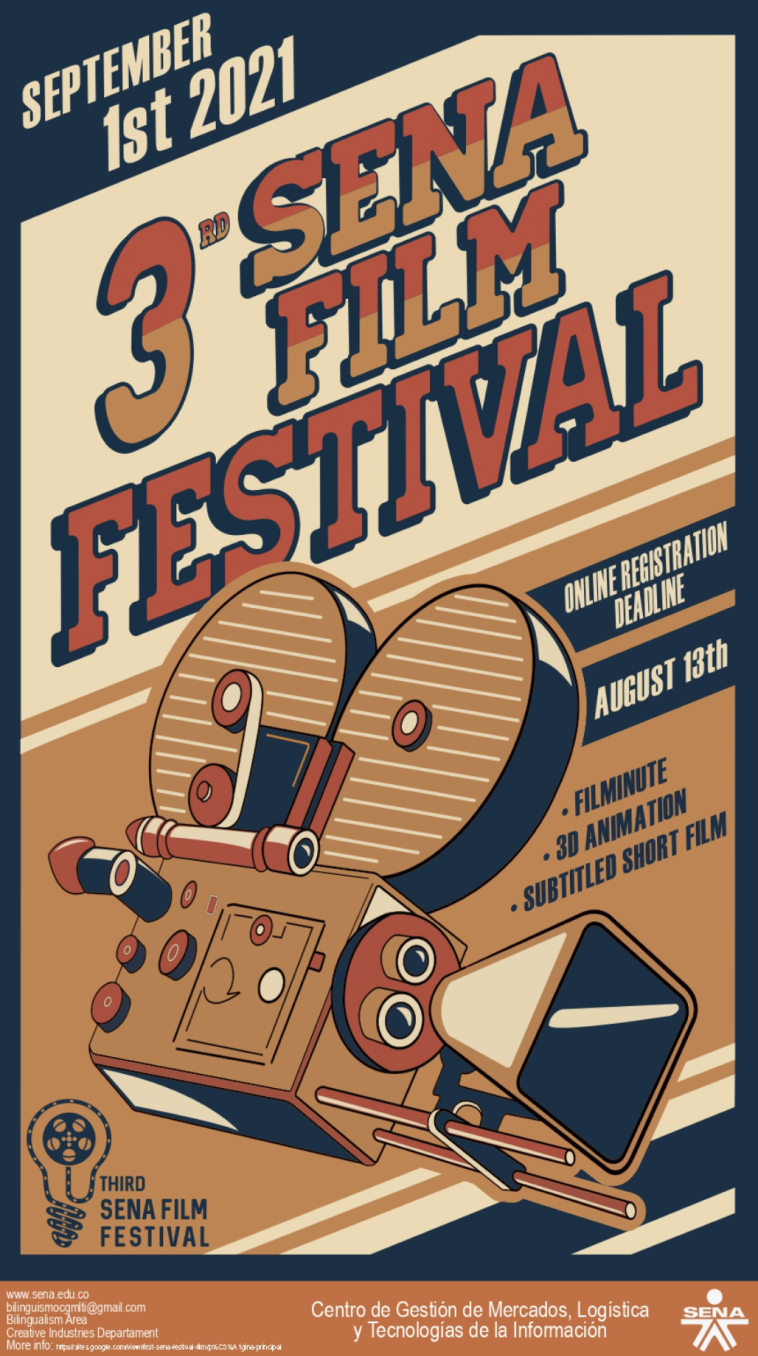 SEPTEMBER
1st 2021
3RD SENA
FILM
FESTIVAL
ONLINE REGISTRATION
DEADLINE
AUGUST 13th
· FILMINUTE
· 3D ANIMATION
· SUBTITLED SHORT FILM
THIRD
SENA FILM
FESTIVAL
www.sena.edu.co
bilinguismocgmlti@gmail.com
Bilingualism Area
Creative Industries Departament
More info:
Centro de Gestión de Mercados, Logística
y Tecnologías de la Información
SENA